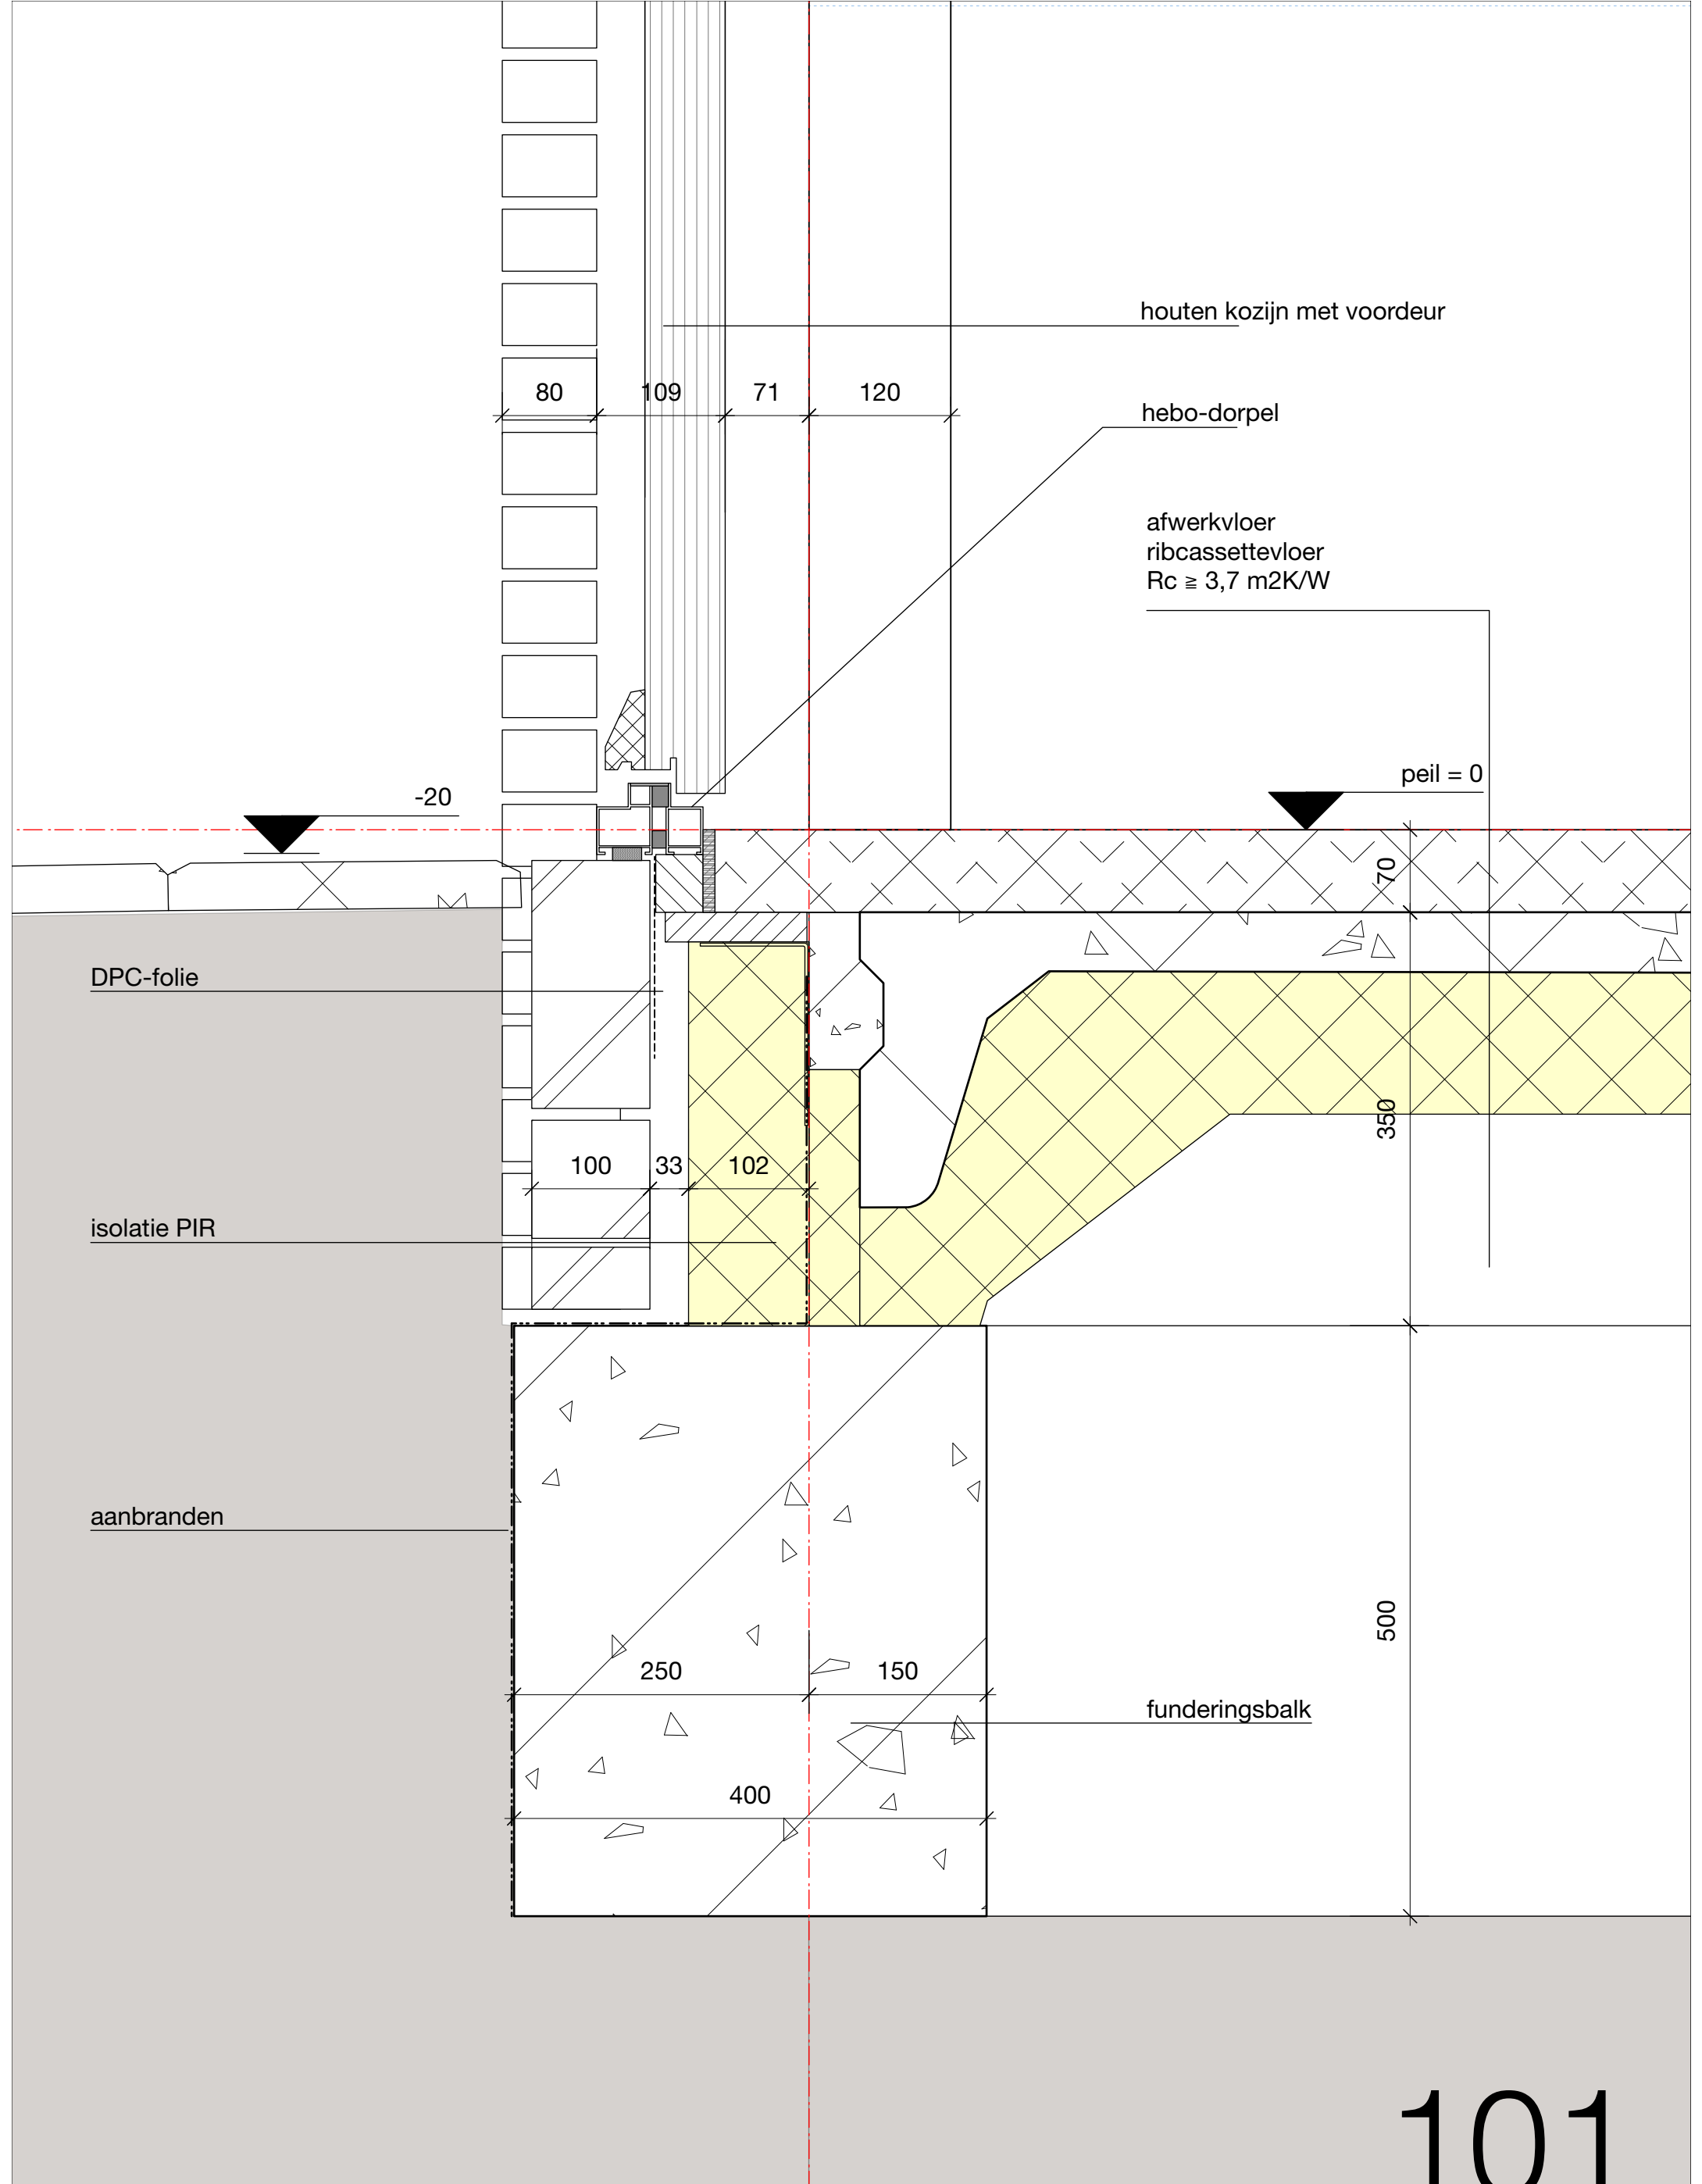 houten kozijn met voordeur
80
109
71
120
hebo-dorpel
afwerkvloer
ribcassettevloer
Rc ≧ 3,7 m2K/W
peil = 0
-20
70
DPC-folie
350
100
33
102
isolatie PIR
aanbranden
500
250
150
funderingsbalk
400
101